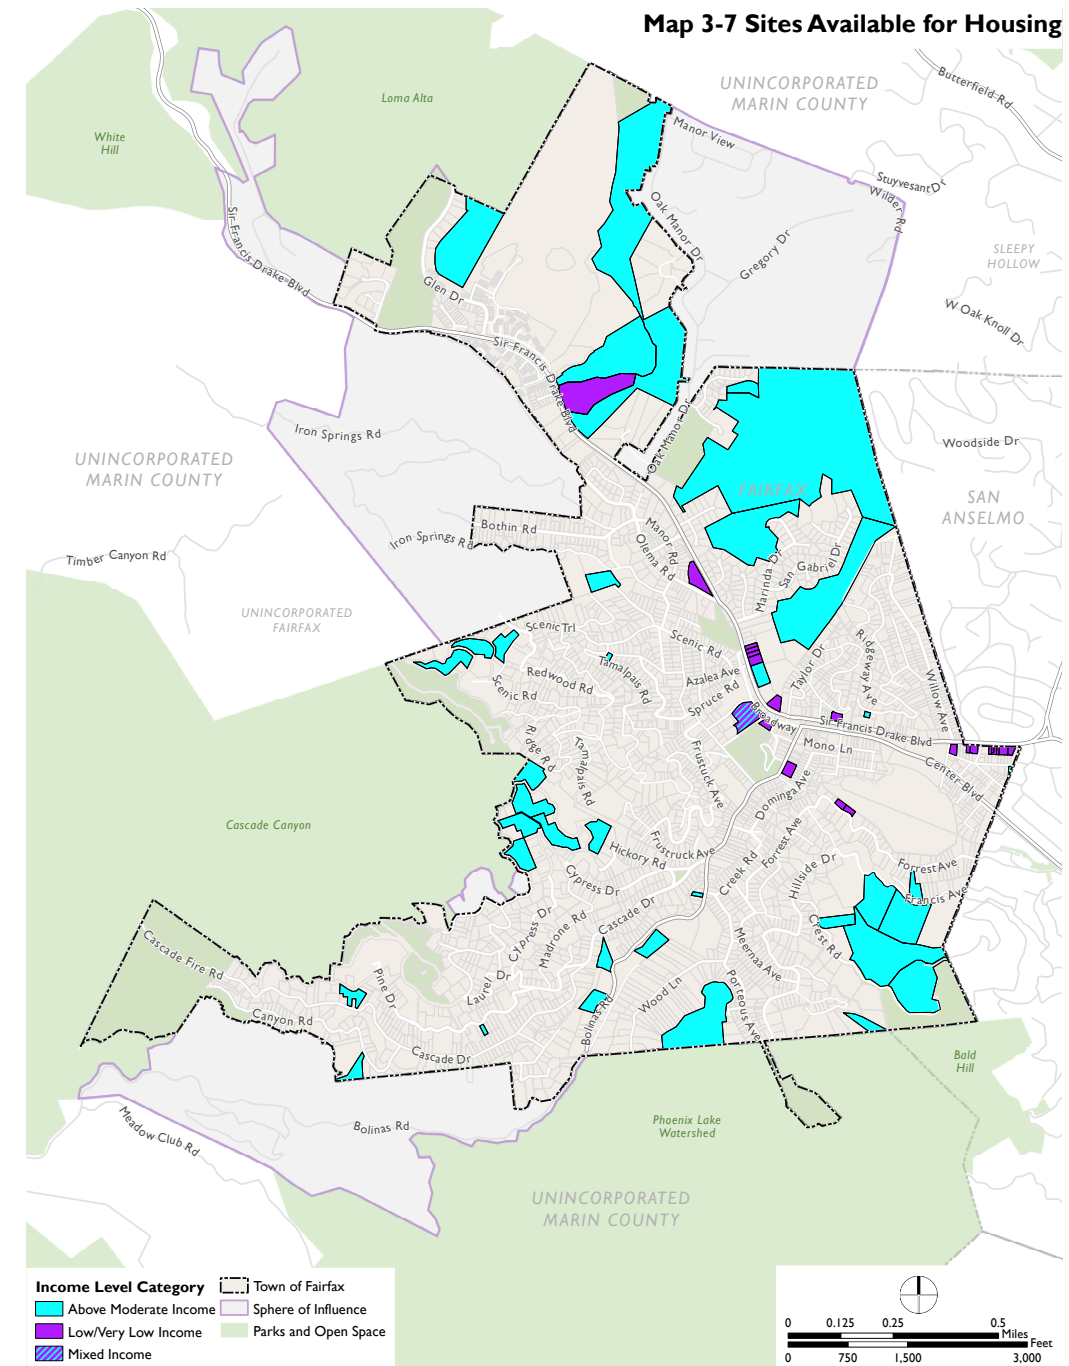 Map 3-7 Sites Available for Housing
UNINCORPORATED
MARIN COUNTY
Butterfield Rd
Loma Alta
White
Hill
Manor View
Stuyvesant Dr
Wilder Rd
Sir Francis Drake Blvd
Oak Manor Dr
Gregory Dr
SLEEPY
HOLLOW
Glen Dr
W Oak Knoll Dr
Sir Francis Drake Blvd
Iron Springs Rd
Oak Manor Dr
Woodside Dr
UNINCORPORATED
MARIN COUNTY
FAIRFAX
SAN
ANSELMO
Bothin Rd
Manor Rd
Iron Springs Rd
Olema Rd
Timber Canyon Rd
Marinda Dr
San Gabriel Dr
UNINCORPORATED
FAIRFAX
Scenic Trl
Scenic Rd
Ridgeway Ave
Taylor Dr
Tamalpais Rd
Azalea Ave
Redwood Rd
Willow Ave
Scenic Rd
Spruce Rd
Broadway
Sir Francis Drake Blvd
Ridge Rd
Tamalpais Rd
Mono Ln
Frustuck Ave
Center Blvd
Dominga Ave
Cascade Canyon
Forrest Ave
Frustruck Ave
Hickory Rd
Creek Rd
Hillside Dr
Forrest Ave
Cypress Dr
Francis Ave
Cascade Dr
Cypress Dr
Madrone Rd
Crest Rd
Cascade Fire Rd
Meernaa Ave
Pine Dr
Laurel Dr
Wood Ln
Porteous Ave
Canyon Rd
Bolinas Rd
Cascade Dr
Bald
Hill
Meadow Club Rd
Bolinas Rd
Phoenix Lake
Watershed
UNINCORPORATED
MARIN COUNTY
Income Level Category
Above Moderate Income
Low/Very Low Income
Mixed Income
Town of Fairfax
Sphere of Influence
Parks and Open Space
0 0.125 0.25 0.5
Miles
Feet
0 750 1,500 3,000